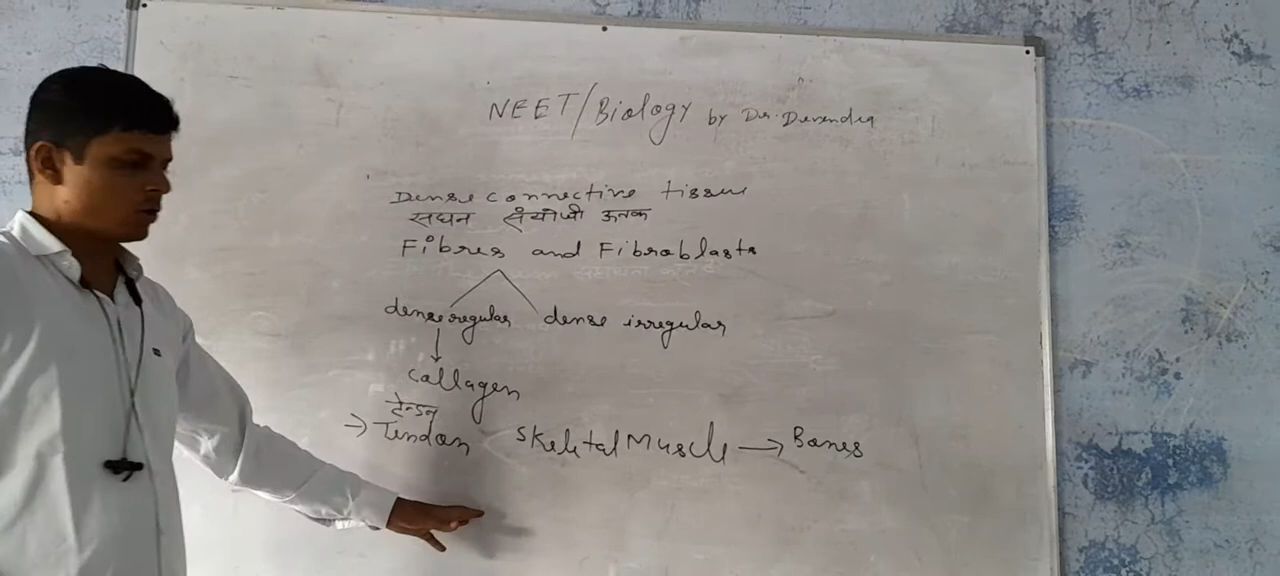 NEET/Biology by Dr. Devendra
Dense connective tissue
सघन संयोजी ऊतक
Fibres and Fibroblasts
dense regular dense irregular
↓
Collagen
टेन्डन
→ Tendon Skeletal Muscle → Bones